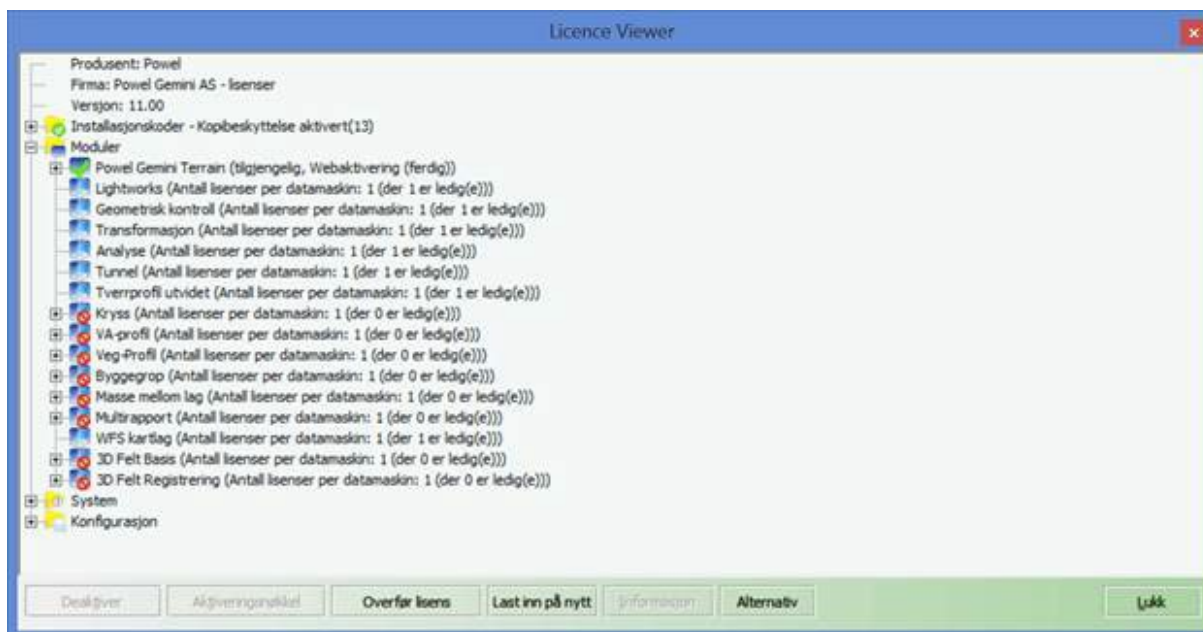 Licence Viewer
Produsent: Powel
Firma: Powel Gemini AS - lisenser
Versjon: 11.00
Installasjonskoder - Kopibeskyttelse aktivert(13)
Moduler
Powel Gemini Terrain (tilgjengelig, Webaktivering (ferdig))
Lightworks (Antall lisenser per datamaskin: 1 (der 1 er ledig(e)))
Geometrisk kontroll (Antall lisenser per datamaskin: 1 (der 1 er ledig(e)))
Transformasjon (Antall lisenser per datamaskin: 1 (der 1 er ledig(e)))
Analyse (Antall lisenser per datamaskin: 1 (der 1 er ledig(e)))
Tunnel (Antall lisenser per datamaskin: 1 (der 1 er ledig(e)))
Tverrprofil utvidet (Antall lisenser per datamaskin: 1 (der 1 er ledig(e)))
Kryss (Antall lisenser per datamaskin: 1 (der 0 er ledig(e)))
VA-profil (Antall lisenser per datamaskin: 1 (der 0 er ledig(e)))
Veg-Profil (Antall lisenser per datamaskin: 1 (der 0 er ledig(e)))
Byggegrop (Antall lisenser per datamaskin: 1 (der 0 er ledig(e)))
Masse mellom lag (Antall lisenser per datamaskin: 1 (der 0 er ledig(e)))
Multirapport (Antall lisenser per datamaskin: 1 (der 0 er ledig(e)))
WFS kartlag (Antall lisenser per datamaskin: 1 (der 1 er ledig(e)))
3D Felt Basis (Antall lisenser per datamaskin: 1 (der 0 er ledig(e)))
3D Felt Registrering (Antall lisenser per datamaskin: 1 (der 0 er ledig(e)))
System
Konfigurasjon
Deaktiver Aktiveringsnøkkel Overfør lisens Last inn på nytt Informasjon Alternativ Lukk